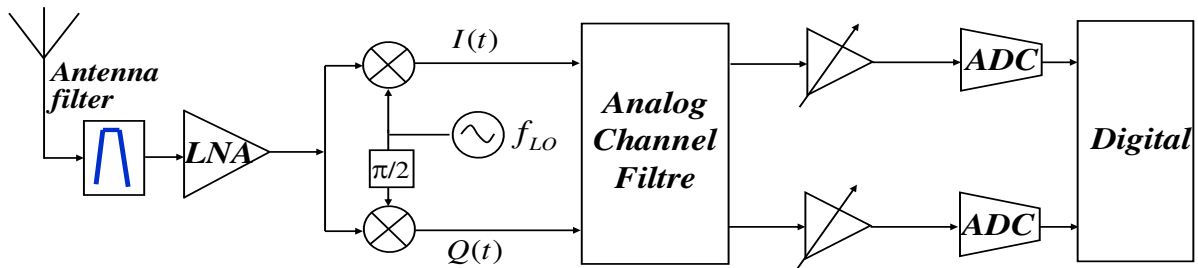 Antenna
filter
LNA
I(t)
f_LO
π/2
Q(t)
Analog
Channel
Filtre
ADC
ADC
Digital